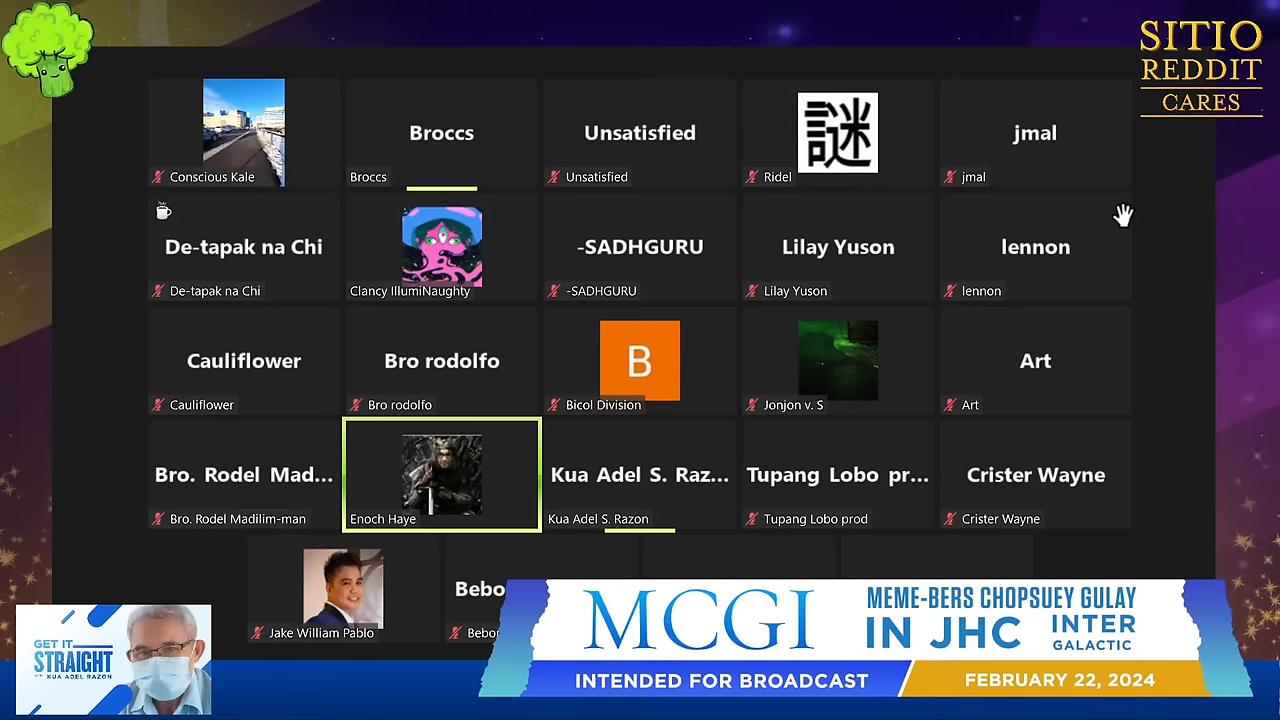 SITIO
REDDIT
CARES
Conscious Kale
Broccs
Broccs
Unsatisfied
Unsatisfied
謎
Ridel
jmal
jmal
De-tapak na Chi
De-tapak na Chi
Clancy IllumiNaughty
-SADHGURU
-SADHGURU
Lilay Yuson
Lilay Yuson
lennon
lennon
Cauliflower
Cauliflower
Bro rodolfo
Bro rodolfo
B
Bicol Division
Jonjon v. S
Art
Art
Bro. Rodel Mad...
Bro. Rodel Madilim-man
Enoch Haye
Kua Adel S. Raz...
Kua Adel S. Razon
Tupang Lobo pr...
Tupang Lobo prod
Crister Wayne
Crister Wayne
Jake William Pablo
Bebo
Bebo
GET IT
STRAIGHT
KUA ADEL RAZON
MCGI
MEME-BERS CHOPSUEY GULAY
IN JHC
INTER
GALACTIC
INTENDED FOR BROADCAST
FEBRUARY 22, 2024